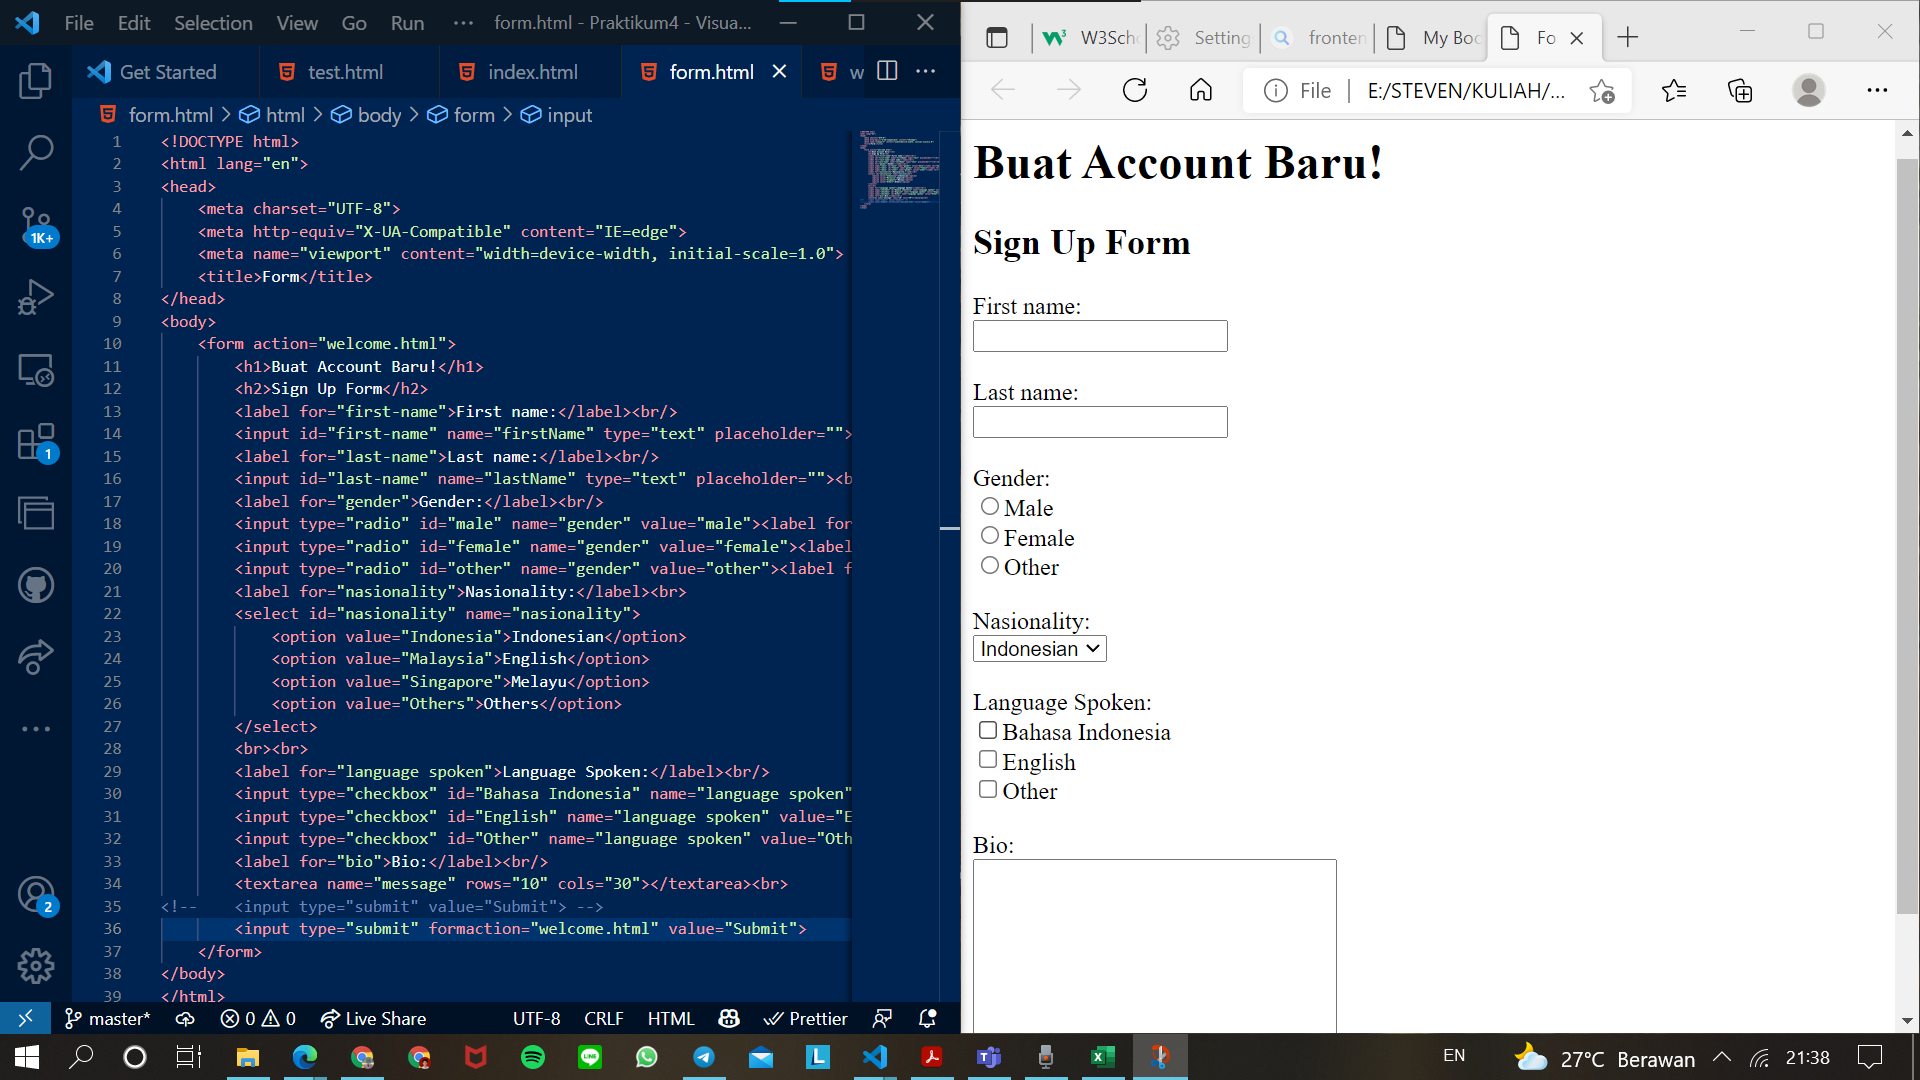 File Edit Selection View Go Run ··· form.html - Praktikum4 - Visua...
Get Started test.html index.html form.html w ···
form.html > html > body > form > input
1 <!DOCTYPE html>
2 <html lang="en">
3 <head>
4 <meta charset="UTF-8">
5 <meta http-equiv="X-UA-Compatible" content="IE=edge">
6 <meta name="viewport" content="width=device-width, initial-scale=1.0">
7 <title>Form</title>
8 </head>
9 <body>
10 <form action="welcome.html">
11 <h1>Buat Account Baru!</h1>
12 <h2>Sign Up Form</h2>
13 <label for="first-name">First name:</label><br/>
14 <input id="first-name" name="firstName" type="text" placeholder="">
15 <label for="last-name">Last name:</label><br/>
16 <input id="last-name" name="lastName" type="text" placeholder=""><b
17 <label for="gender">Gender:</label><br/>
18 <input type="radio" id="male" name="gender" value="male"><label for
19 <input type="radio" id="female" name="gender" value="female"><label
20 <input type="radio" id="other" name="gender" value="other"><label f
21 <label for="nasionality">Nasionality:</label><br>
22 <select id="nasionality" name="nasionality">
23 <option value="Indonesia">Indonesian</option>
24 <option value="Malaysia">English</option>
25 <option value="Singapore">Melayu</option>
26 <option value="Others">Others</option>
27 </select>
28 <br><br>
29 <label for="language spoken">Language Spoken:</label><br/>
30 <input type="checkbox" id="Bahasa Indonesia" name="language spoken"
31 <input type="checkbox" id="English" name="language spoken" value="E
32 <input type="checkbox" id="Other" name="language spoken" value="Oth
33 <label for="bio">Bio:</label><br/>
34 <textarea name="message" rows="10" cols="30"></textarea><br>
35 <!-- <input type="submit" value="Submit"> -->
36 <input type="submit" formaction="welcome.html" value="Submit">
37 </form>
38 </body>
39 </html>
1K+
1
2
master* 0 0 Live Share UTF-8 CRLF HTML Prettier
W3Sch Setting fronten My Boo Fo
File E:/STEVEN/KULIAH/... ···
Buat Account Baru!
Sign Up Form
First name:
Last name:
Gender:
Male
Female
Other
Nasionality:
Indonesian
Language Spoken:
Bahasa Indonesia
English
Other
Bio:
EN 27°C Berawan 21:38